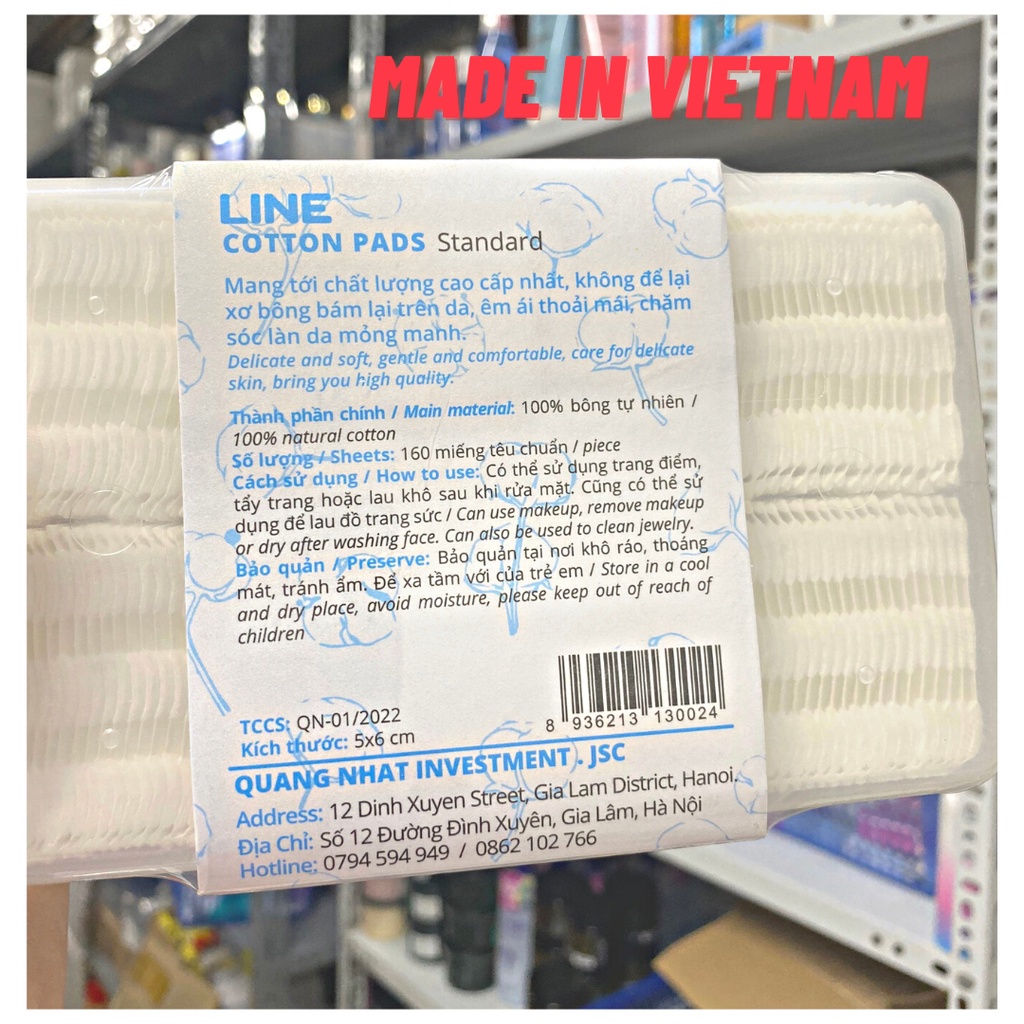 MADE IN VIETNAM
LINE
COTTON PADS Standard
Mang tới chất lượng cao cấp nhất, không để lại
xơ bông bám lại trên da, êm ái thoải mái, chăm
sóc làn da mỏng manh.
Delicate and soft, gentle and comfortable, care for delicate
skin, bring you high quality.
Thành phần chính / Main material: 100% bông tự nhiên /
100% natural cotton
Số lượng / Sheets: 160 miếng têu chuẩn / piece
Cách sử dụng / How to use: Có thể sử dụng trang điểm,
tẩy trang hoặc lau khô sau khi rửa mặt. Cũng có thể sử
dụng để lau đồ trang sức / Can use makeup, remove makeup
or dry after washing face. Can also be used to clean jewelry.
Bảo quản / Preserve: Bảo quản tại nơi khô ráo, thoáng
mát, tránh ẩm. Để xa tầm với của trẻ em / Store in a cool
and dry place, avoid moisture, please keep out of reach of
children
TCCS: QN-01/2022
Kích thước: 5x6 cm
8 936213 130024
QUANG NHAT INVESTMENT . JSC
Address: 12 Dinh Xuyen Street, Gia Lam District, Hanoi.
Địa Chỉ: Số 12 Đường Đình Xuyên, Gia Lâm, Hà Nội
Hotline: 0794 594 949 / 0862 102 766